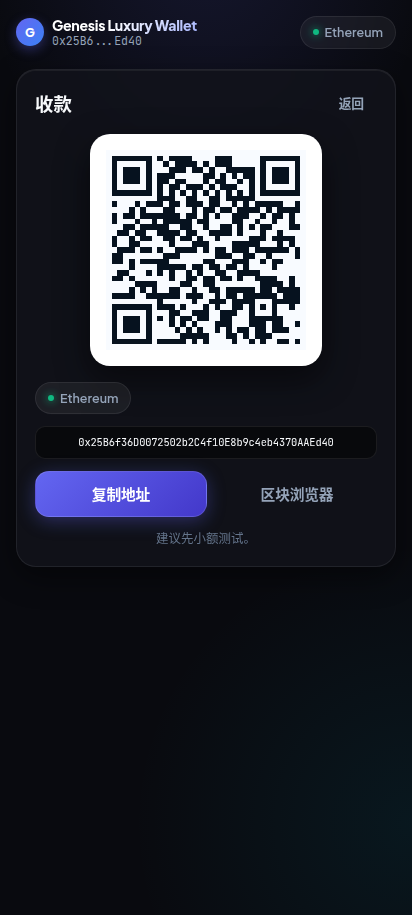 G
Genesis Luxury Wallet
0x25B6...Ed40
Ethereum
收款
返回
Ethereum
0x25B6f36D0072502b2C4f10E8b9c4eb4370AAEd40
复制地址
区块浏览器
建议先小额测试。